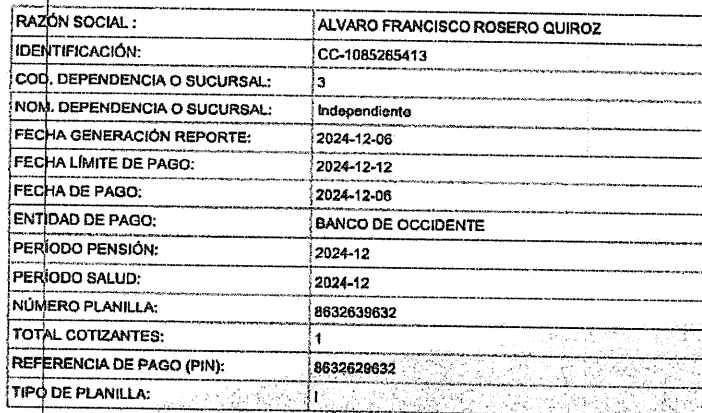 RAZÓN SOCIAL : ALVARO FRANCISCO ROSERO QUIROZ
IDENTIFICACIÓN: CC-1085265413
COD. DEPENDENCIA O SUCURSAL: 3
NOM. DEPENDENCIA O SUCURSAL: Independiente
FECHA GENERACIÓN REPORTE: 2024-12-06
FECHA LÍMITE DE PAGO: 2024-12-12
FECHA DE PAGO: 2024-12-06
ENTIDAD DE PAGO: BANCO DE OCCIDENTE
PERÍODO PENSIÓN: 2024-12
PERÍODO SALUD: 2024-12
NÚMERO PLANILLA: 8632639632
TOTAL COTIZANTES: 1
REFERENCIA DE PAGO (PIN): 8632629632
TIPO DE PLANILLA: I